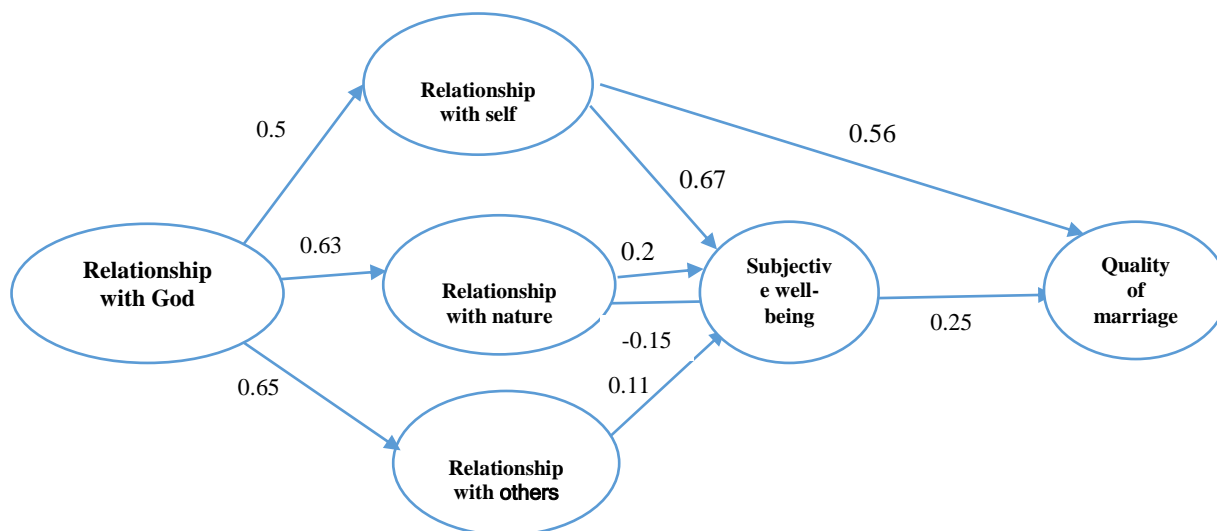 Relationship
with self
0.5
0.56
0.67
Relationship
with God
0.63
Relationship
with nature
0.2
-0.15
Subjectiv
e well-
being
Quality
of
marriage
0.25
0.65
0.11
Relationship
with others